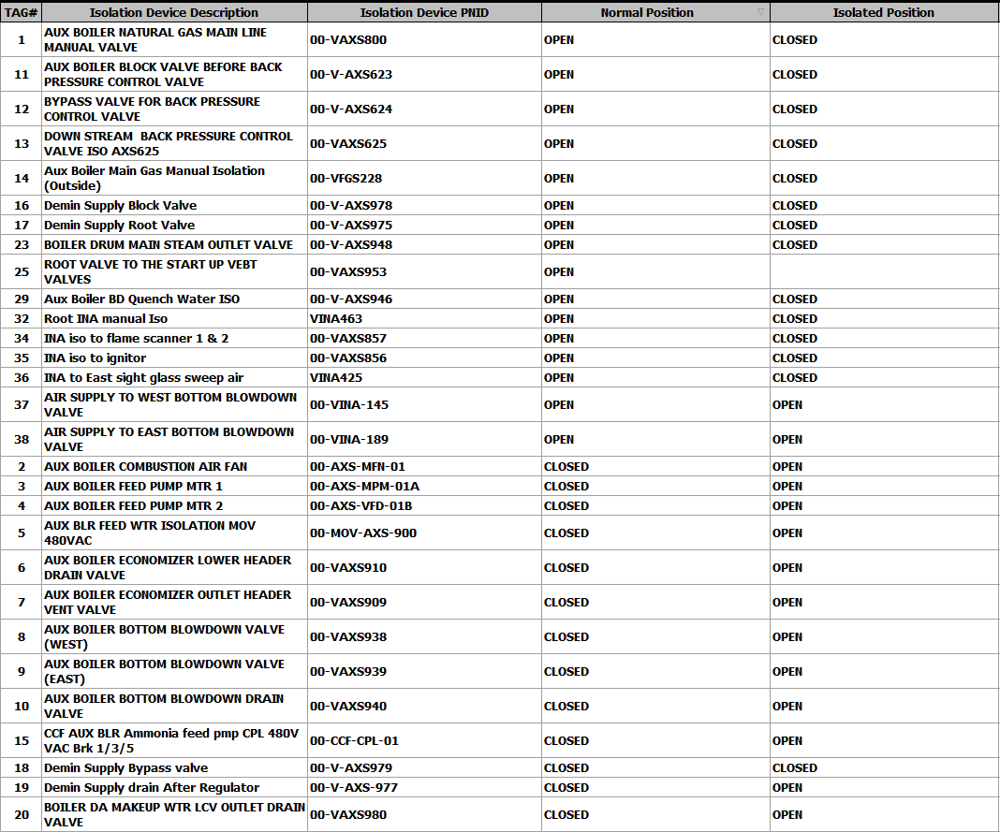 TAG# Isolation Device Description Isolation Device PNID Normal Position Isolated Position
1 AUX BOILER NATURAL GAS MAIN LINE 00-VAXS800 OPEN CLOSED
MANUAL VALVE
11 AUX BOILER BLOCK VALVE BEFORE BACK 00-V-AXS623 OPEN CLOSED
PRESSURE CONTROL VALVE
12 BYPASS VALVE FOR BACK PRESSURE 00-V-AXS624 OPEN CLOSED
CONTROL VALVE
13 DOWN STREAM BACK PRESSURE CONTROL 00-VAXS625 OPEN CLOSED
VALVE ISO AXS625
14 Aux Boiler Main Gas Manual Isolation 00-VFGS228 OPEN CLOSED
(Outside)
16 Demin Supply Block Valve 00-V-AXS978 OPEN CLOSED
17 Demin Supply Root Valve 00-V-AXS975 OPEN CLOSED
23 BOILER DRUM MAIN STEAM OUTLET VALVE 00-V-AXS948 OPEN CLOSED
25 ROOT VALVE TO THE START UP VEBT 00-VAXS953 OPEN
VALVES
29 Aux Boiler BD Quench Water ISO 00-V-AXS946 OPEN CLOSED
32 Root INA manual Iso VINA463 OPEN CLOSED
34 INA iso to flame scanner 1 & 2 00-VAXS857 OPEN CLOSED
35 INA iso to ignitor 00-VAXS856 OPEN CLOSED
36 INA to East sight glass sweep air VINA425 OPEN CLOSED
37 AIR SUPPLY TO WEST BOTTOM BLOWDOWN 00-VINA-145 OPEN OPEN
VALVE
38 AIR SUPPLY TO EAST BOTTOM BLOWDOWN 00-VINA-189 OPEN OPEN
VALVE
2 AUX BOILER COMBUSTION AIR FAN 00-AXS-MFN-01 CLOSED OPEN
3 AUX BOILER FEED PUMP MTR 1 00-AXS-MPM-01A CLOSED OPEN
4 AUX BOILER FEED PUMP MTR 2 00-AXS-VFD-01B CLOSED OPEN
5 AUX BLR FEED WTR ISOLATION MOV 00-MOV-AXS-900 CLOSED OPEN
480VAC
6 AUX BOILER ECONOMIZER LOWER HEADER 00-VAXS910 CLOSED OPEN
DRAIN VALVE
7 AUX BOILER ECONOMIZER OUTLET HEADER 00-VAXS909 CLOSED OPEN
VENT VALVE
8 AUX BOILER BOTTOM BLOWDOWN VALVE 00-VAXS938 CLOSED OPEN
(WEST)
9 AUX BOILER BOTTOM BLOWDOWN VALVE 00-VAXS939 CLOSED OPEN
(EAST)
10 AUX BOILER BOTTOM BLOWDOWN DRAIN 00-VAXS940 CLOSED OPEN
VALVE
15 CCF AUX BLR Ammonia feed pmp CPL 480V 00-CCF-CPL-01 CLOSED OPEN
VAC Brk 1/3/5
18 Demin Supply Bypass valve 00-V-AXS979 CLOSED CLOSED
19 Demin Supply drain After Regulator 00-V-AXS-977 CLOSED OPEN
20 BOILER DA MAKEUP WTR LCV OUTLET DRAIN 00-VAXS980 CLOSED OPEN
VALVE